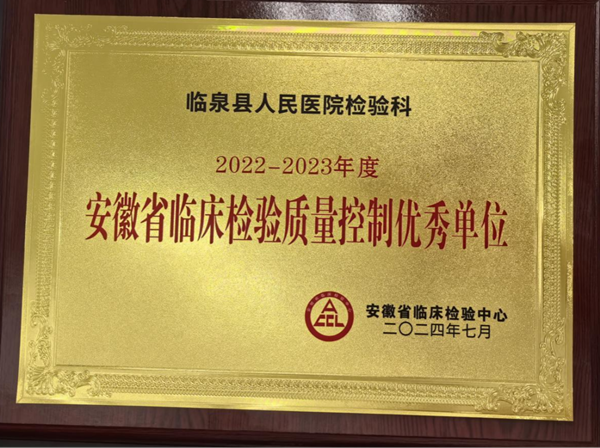 临泉县人民医院检验科
2022-2023年度
安徽省临床检验质量控制优秀单位
ACCL
安徽省临床检验中心
二〇二四年七月